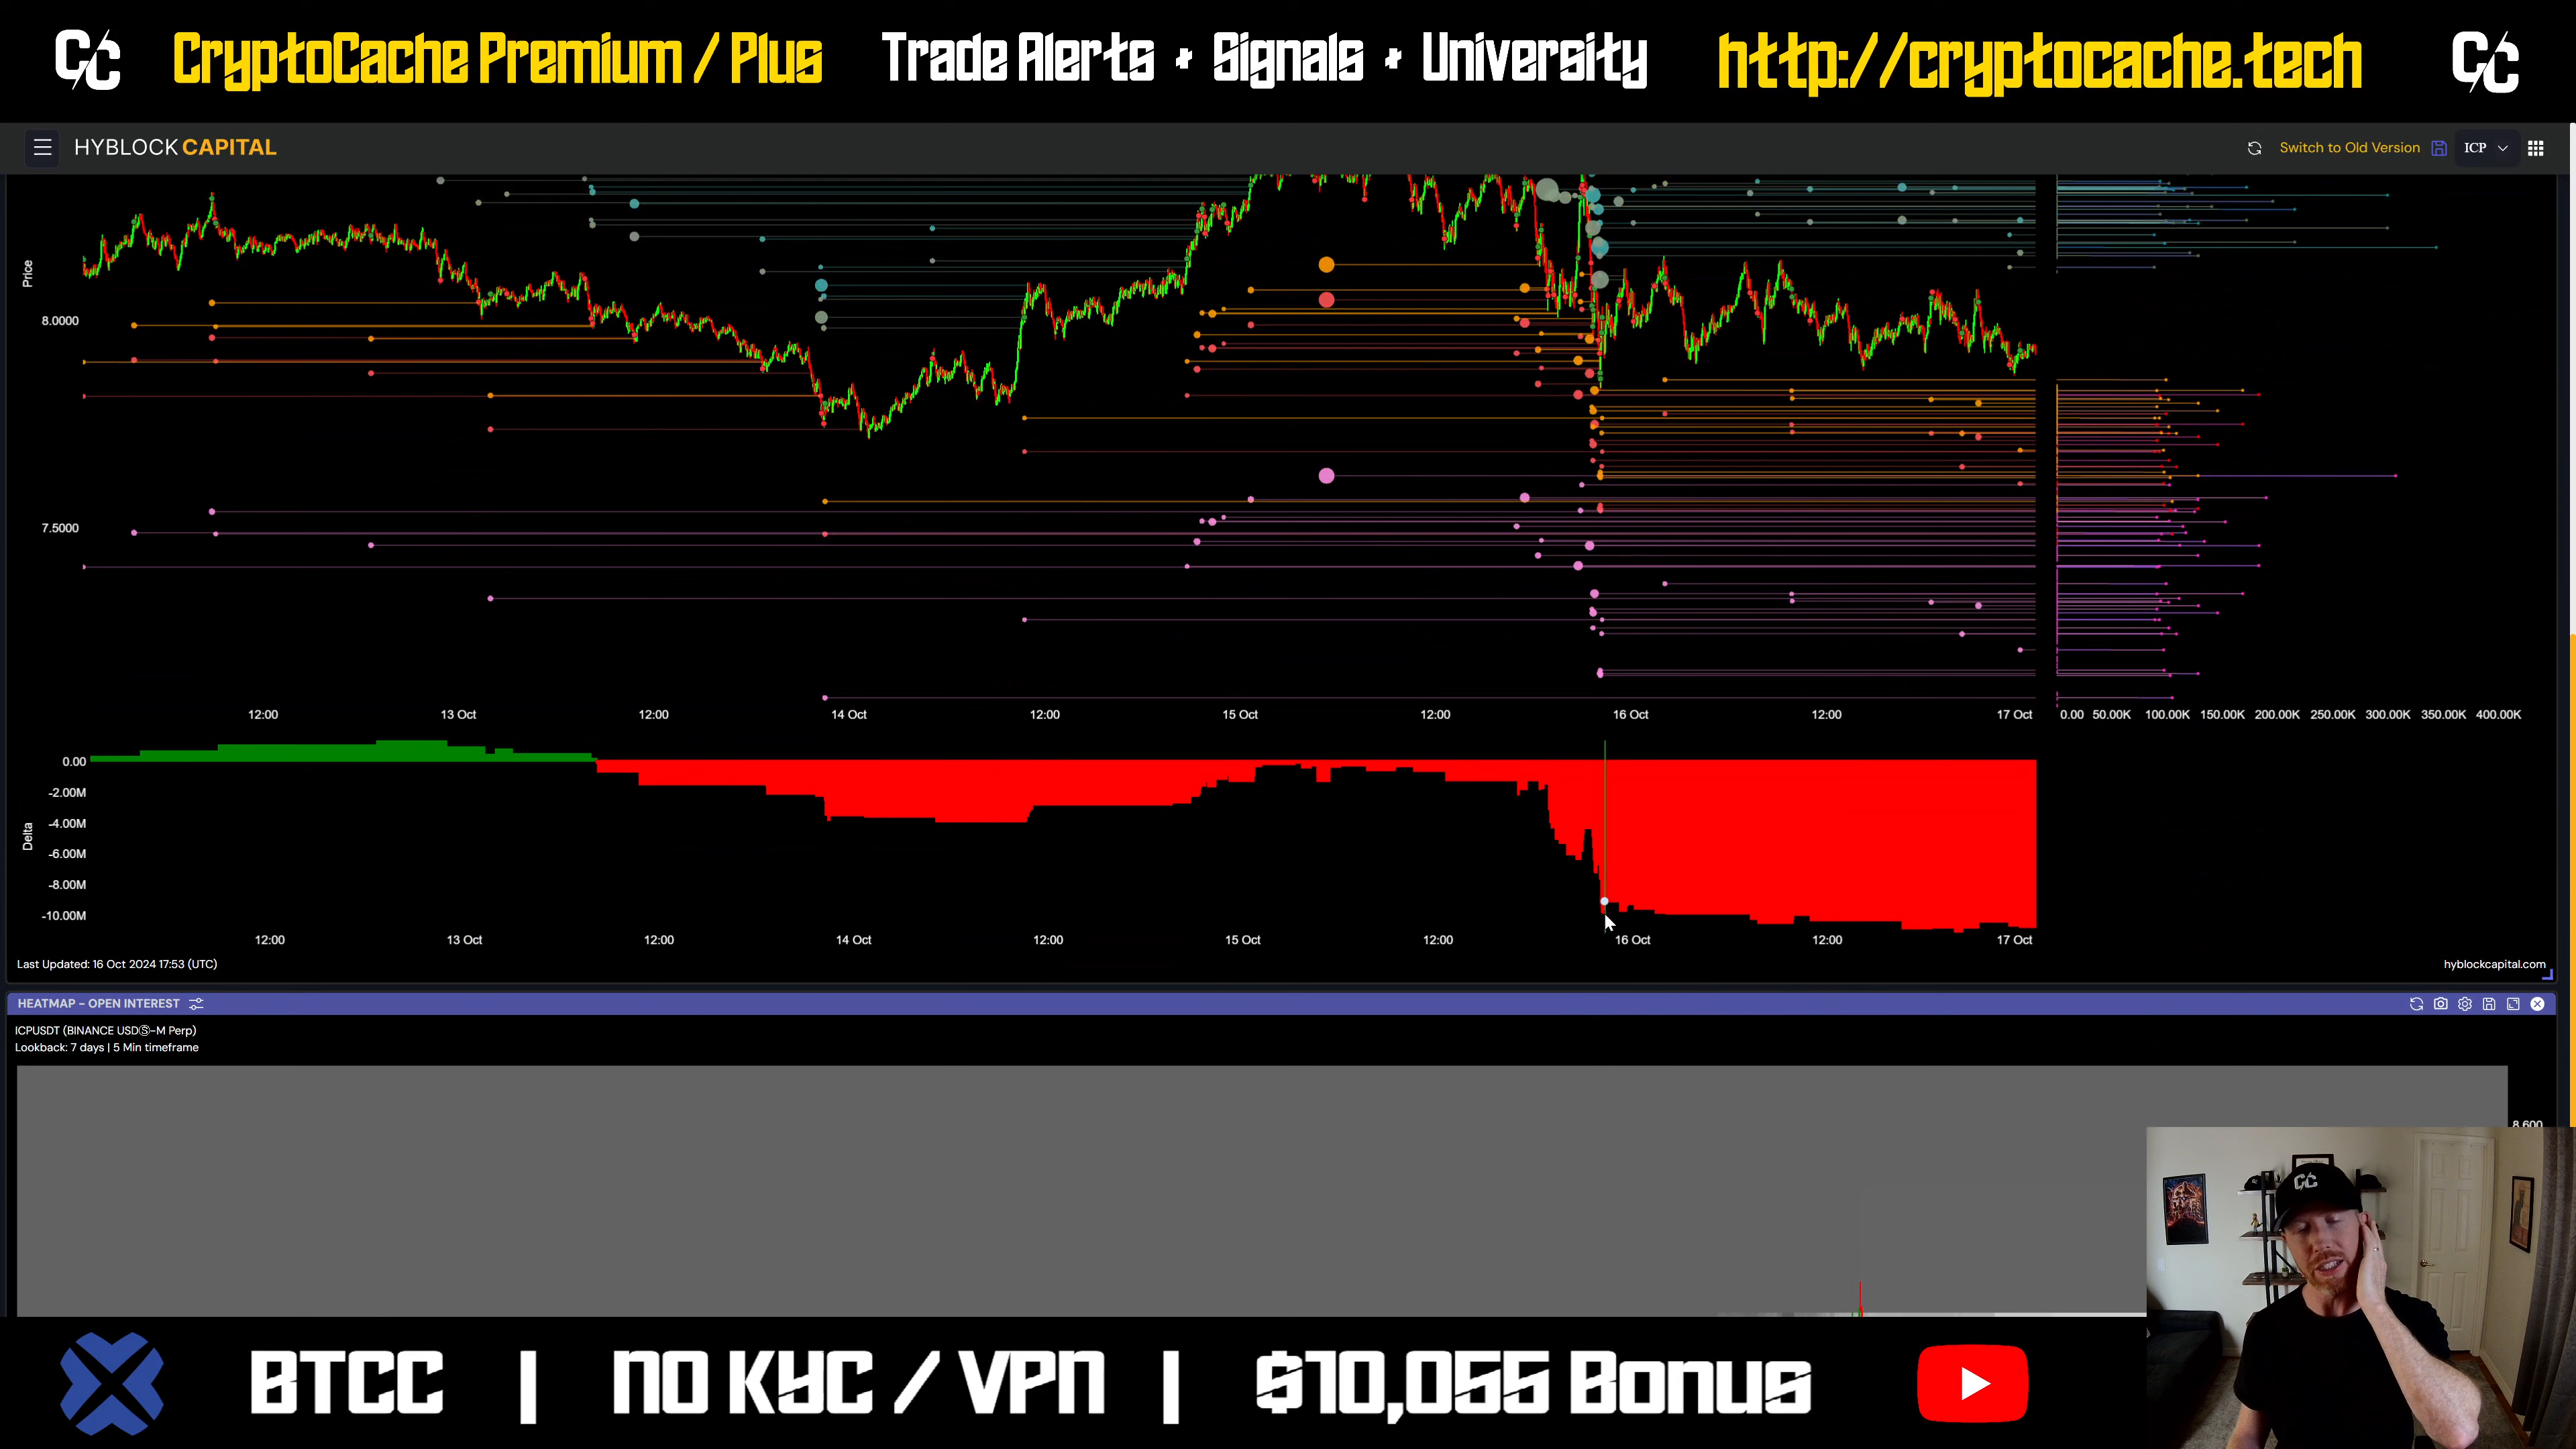 CC CryptoCache Premium / Plus Trade Alerts + Signals + University http://cryptocache.tech CC
HYBLOCK CAPITAL Switch to Old Version ICP
Price
8.0000
7.5000
12:00 13 Oct 12:00 14 Oct 12:00 15 Oct 12:00 16 Oct 12:00 17 Oct 0.00 50.00K 100.00K 150.00K 200.00K 250.00K 300.00K 350.00K 400.00K
Delta
0.00
-2.00M
-4.00M
-6.00M
-8.00M
-10.00M
12:00 13 Oct 12:00 14 Oct 12:00 15 Oct 12:00 16 Oct 12:00 17 Oct
Last Updated: 16 Oct 2024 17:53 (UTC) hyblockcapital.com
HEATMAP - OPEN INTEREST
ICPUSDT (BINANCE USDⓈ-M Perp)
Lookback: 7 days | 5 Min timeframe
8.600
CC
BTCC | NO KYC / VPN | $10,055 Bonus